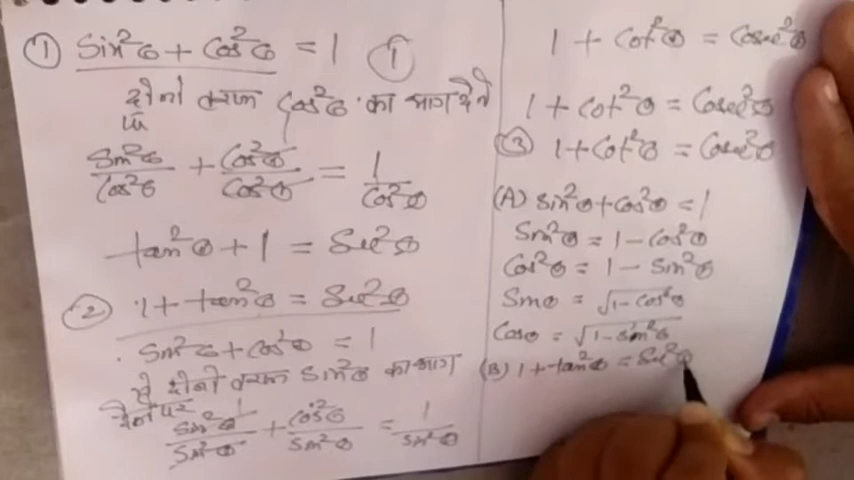 ① sin²θ + cos²θ = 1 ①
दोनो तरफ cos²θ का भाग देने
पर
sin²θ/cos²θ + cos²θ/cos²θ = 1/cos²θ
tan²θ + 1 = sec²θ
② 1 + tan²θ = sec²θ
sin²θ + cos²θ = 1
से दोनो तरफ sin²θ का भाग
देने पर
sin²θ/sin²θ + cos²θ/sin²θ = 1/sin²θ
1 + cot²θ = cosec²θ
1 + cot²θ = cosec²θ
③ 1 + cot²θ = cosec²θ
(A) sin²θ + cos²θ = 1
sin²θ = 1 - cos²θ
cos²θ = 1 - sin²θ
sinθ = √1 - cos²θ
cosθ = √1 - sin²θ
(B) 1 + tan²θ = sec²θ